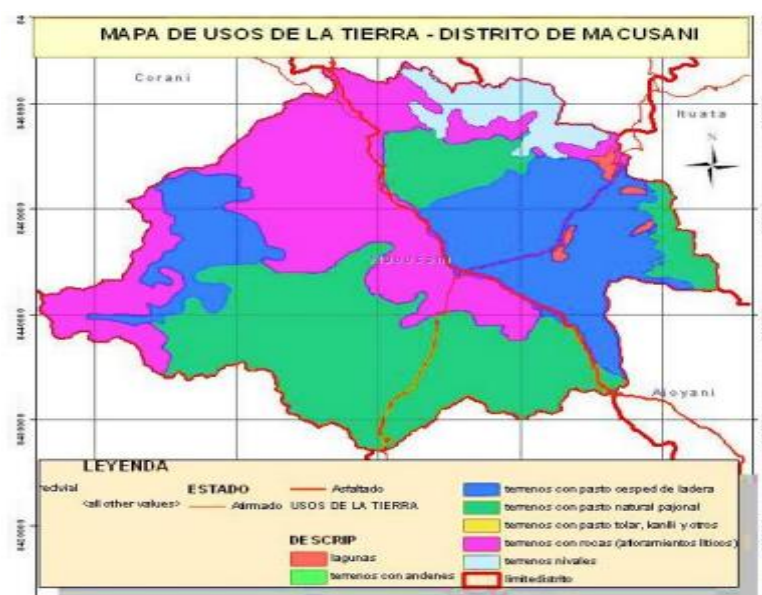 MAPA DE USOS DE LA TIERRA - DISTRITO DE MACUSANI
Corani
Ituata
N
Macusani
Ajoyani
LEYENDA
redvial
<all other values>
ESTADO
Afirmado
Asfaltado
USOS DE LA TIERRA
DESCRIP
lagunas
terrenos con andenes
terrenos con pasto cesped de ladera
terrenos con pasto natural pajonal
terrenos con pasto tolar, kanlli y otros
terrenos con rocas (afloramientos líticos)
terrenos nivales
limitedistrito